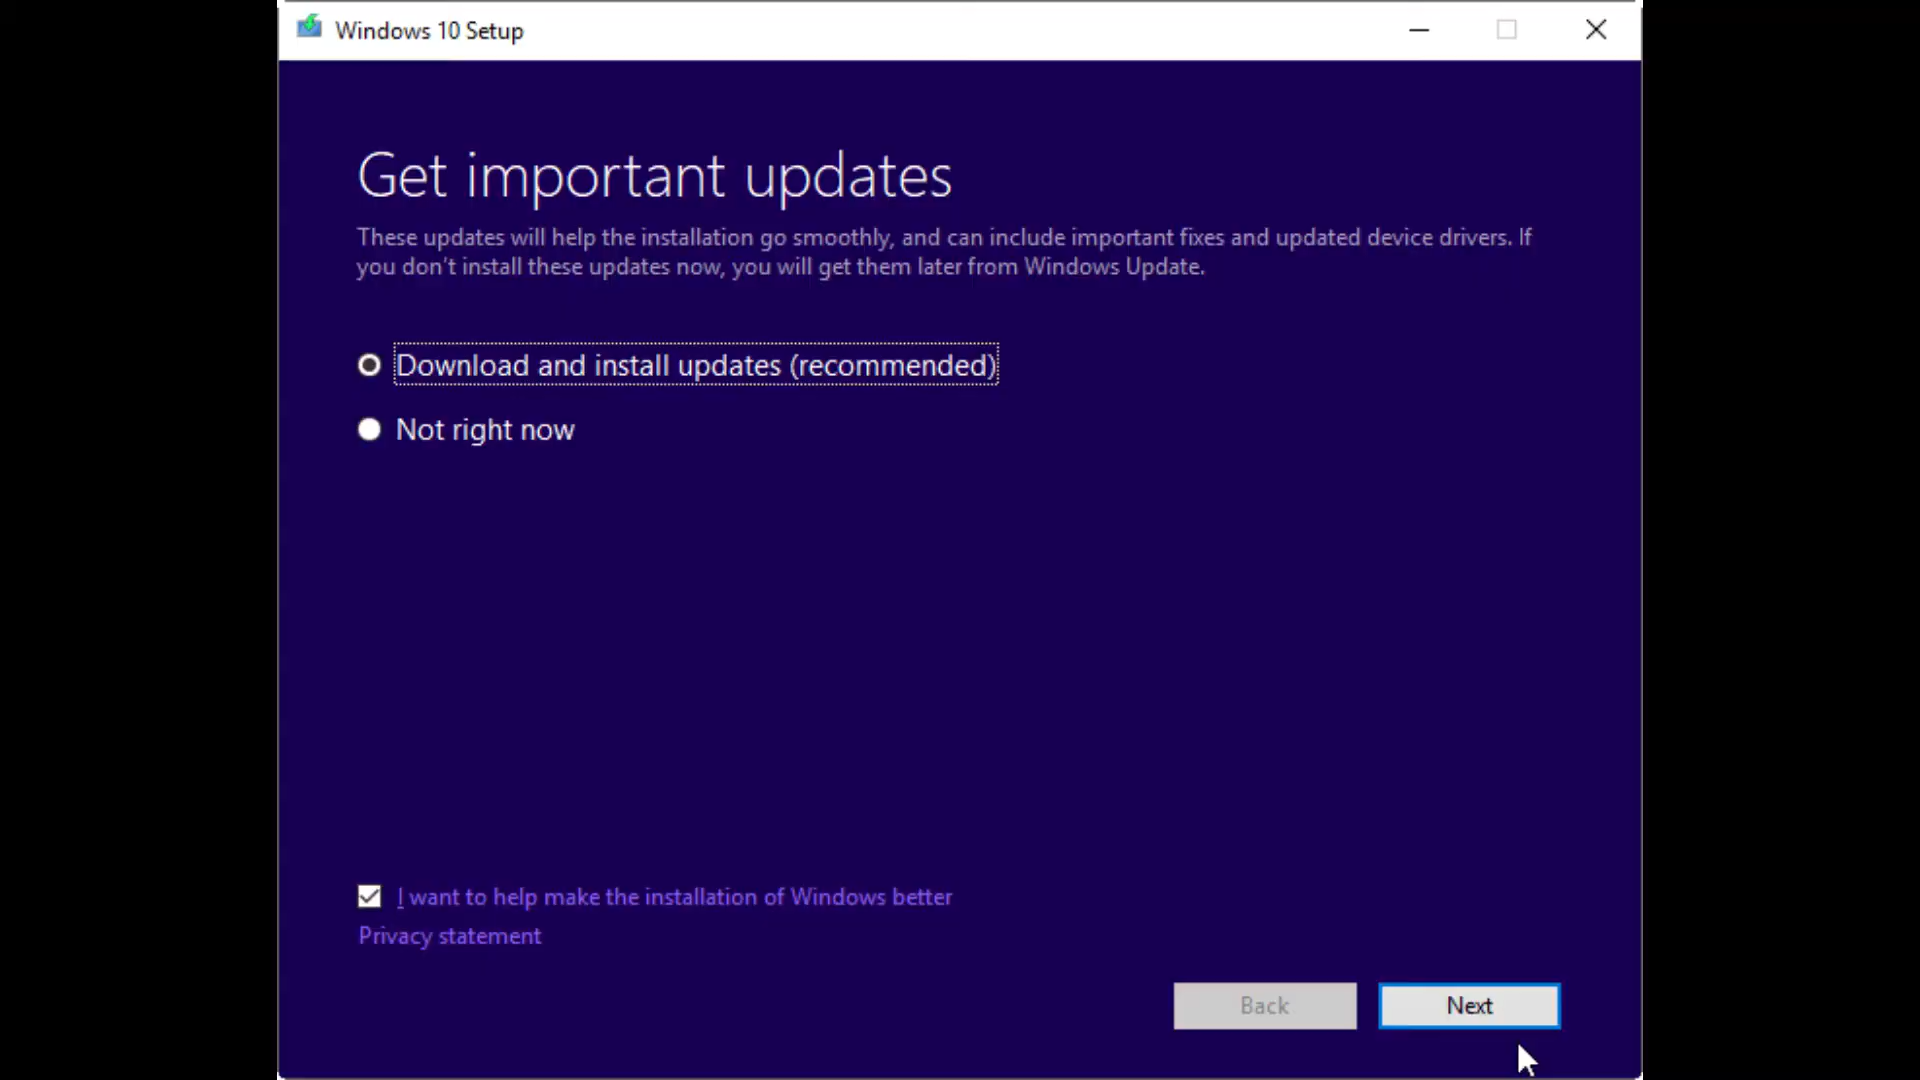 Windows 10 Setup
Get important updates
These updates will help the installation go smoothly, and can include important fixes and updated device drivers. If
you don't install these updates now, you will get them later from Windows Update.
Download and install updates (recommended)
Not right now
I want to help make the installation of Windows better
Privacy statement
Back
Next